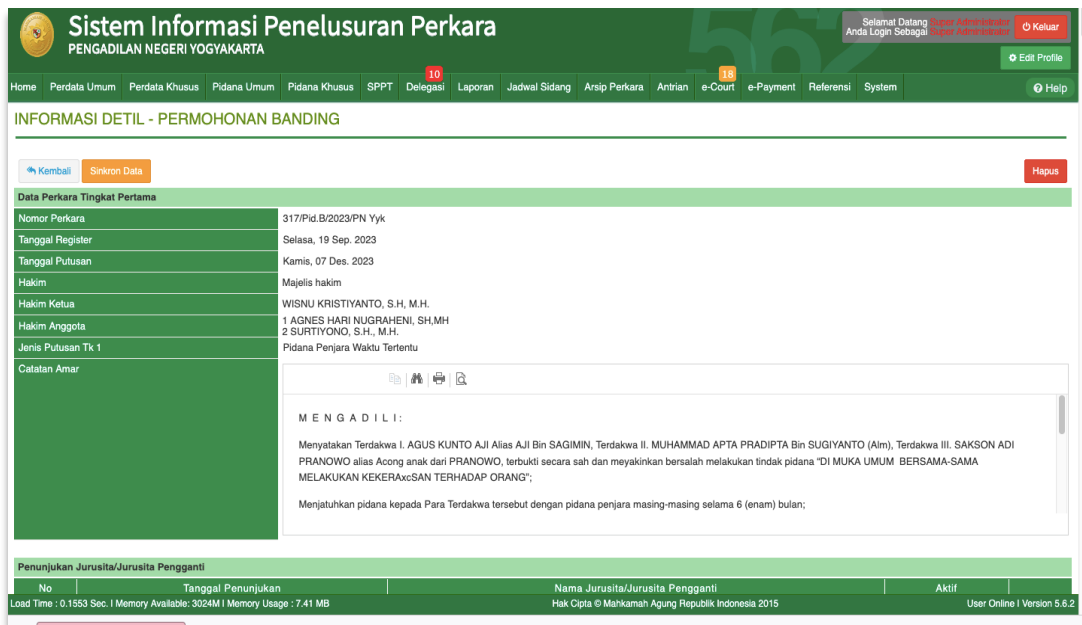 Sistem Informasi Penelusuran Perkara
PENGADILAN NEGERI YOGYAKARTA
562
Selamat Datang Super Administrator
Anda Login Sebagai Super Administrator
Keluar
Edit Profile
10
18
Home Perdata Umum Perdata Khusus Pidana Umum Pidana Khusus SPPT Delegasi Laporan Jadwal Sidang Arsip Perkara Antrian e-Court e-Payment Referensi System Help
INFORMASI DETIL - PERMOHONAN BANDING
Kembali Sinkron Data Hapus
Data Perkara Tingkat Pertama
Nomor Perkara 317/Pid.B/2023/PN Yyk
Tanggal Register Selasa, 19 Sep. 2023
Tanggal Putusan Kamis, 07 Des. 2023
Hakim Majelis hakim
Hakim Ketua WISNU KRISTIYANTO, S.H, M.H.
Hakim Anggota 1 AGNES HARI NUGRAHENI, SH,MH
2 SURTIYONO, S.H., M.H.
Jenis Putusan Tk 1 Pidana Penjara Waktu Tertentu
Catatan Amar
M E N G A D I L I :
Menyatakan Terdakwa I. AGUS KUNTO AJI Alias AJI Bin SAGIMIN, Terdakwa II. MUHAMMAD APTA PRADIPTA Bin SUGIYANTO (Alm), Terdakwa III. SAKSON ADI
PRANOWO alias Acong anak dari PRANOWO, terbukti secara sah dan meyakinkan bersalah melakukan tindak pidana “DI MUKA UMUM BERSAMA-SAMA
MELAKUKAN KEKERAxcSAN TERHADAP ORANG”;
Menjatuhkan pidana kepada Para Terdakwa tersebut dengan pidana penjara masing-masing selama 6 (enam) bulan;
Penunjukan Jurusita/Jurusita Pengganti
No Tanggal Penunjukan Nama Jurusita/Jurusita Pengganti Aktif
Load Time : 0.1553 Sec. I Memory Available: 3024M I Memory Usage : 7.41 MB Hak Cipta © Mahkamah Agung Republik Indonesia 2015 User Online I Version 5.6.2